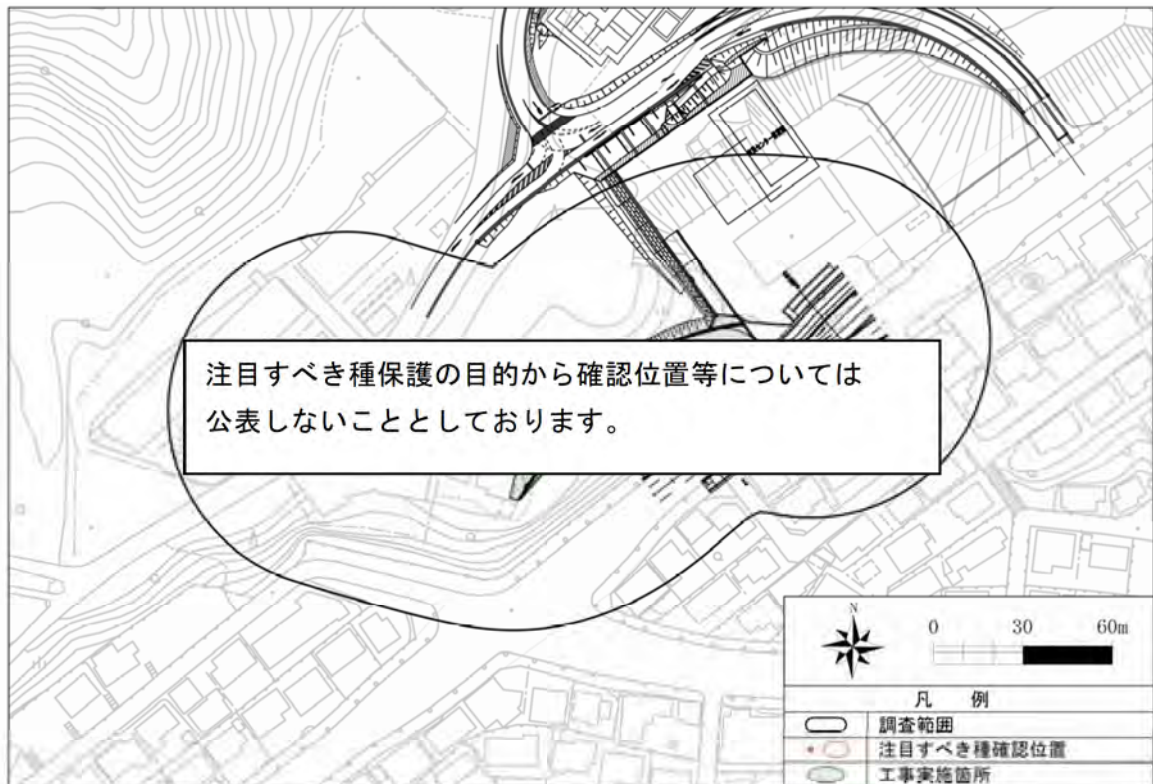 注目すべき種保護の目的から確認位置等については
公表しないこととしております。
N
0 30 60m
凡 例
調査範囲
注目すべき種確認位置
工事実施箇所